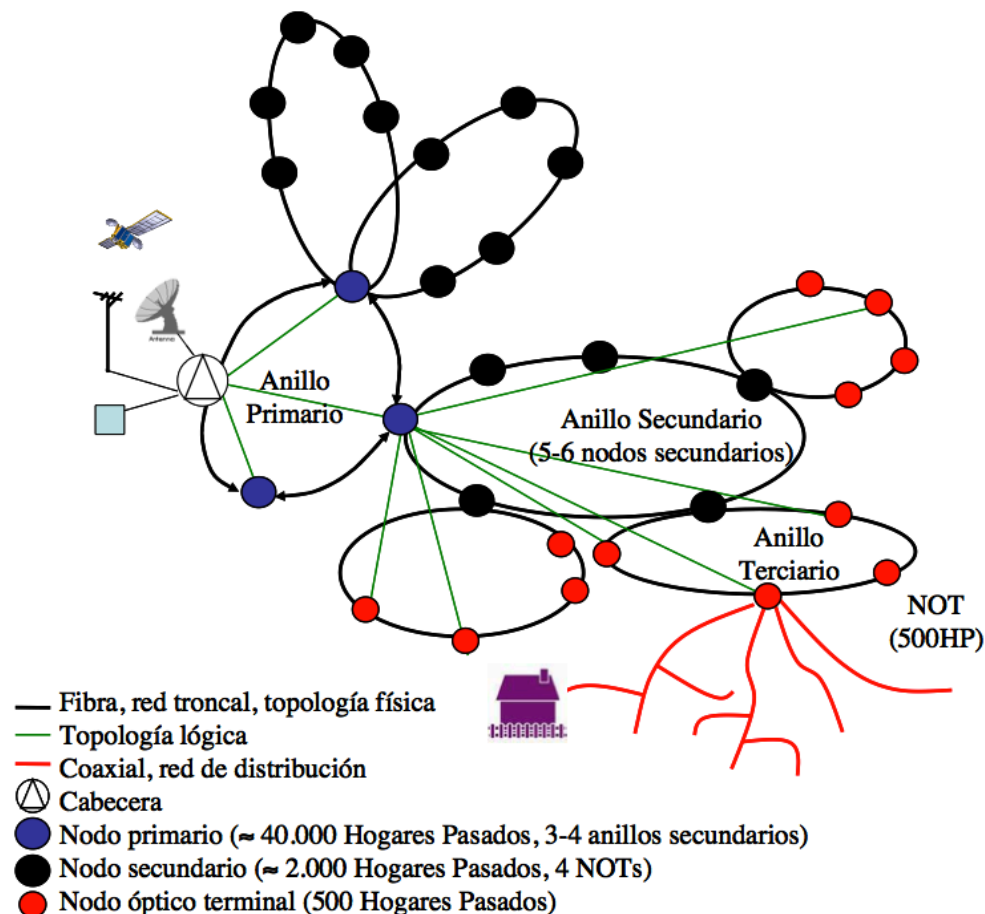 Antenna
Anillo
Primario
Anillo Secundario
(5-6 nodos secundarios)
Anillo
Terciario
NOT
(500HP)
Fibra, red troncal, topología física
Topología lógica
Coaxial, red de distribución
Cabecera
Nodo primario (≈ 40.000 Hogares Pasados, 3-4 anillos secundarios)
Nodo secundario (≈ 2.000 Hogares Pasados, 4 NOTs)
Nodo óptico terminal (500 Hogares Pasados)